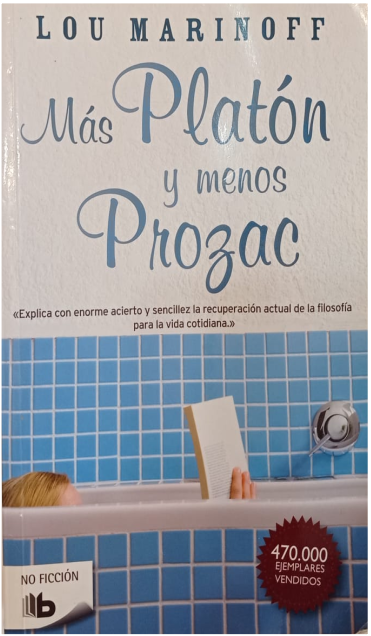 LOU MARINOFF
Más Platón
y menos
Prozac
«Explica con enorme acierto y sencillez la recuperación actual de la filosofía
para la vida cotidiana.»
470.000
EJEMPLARES
VENDIDOS
NO FICCIÓN
b